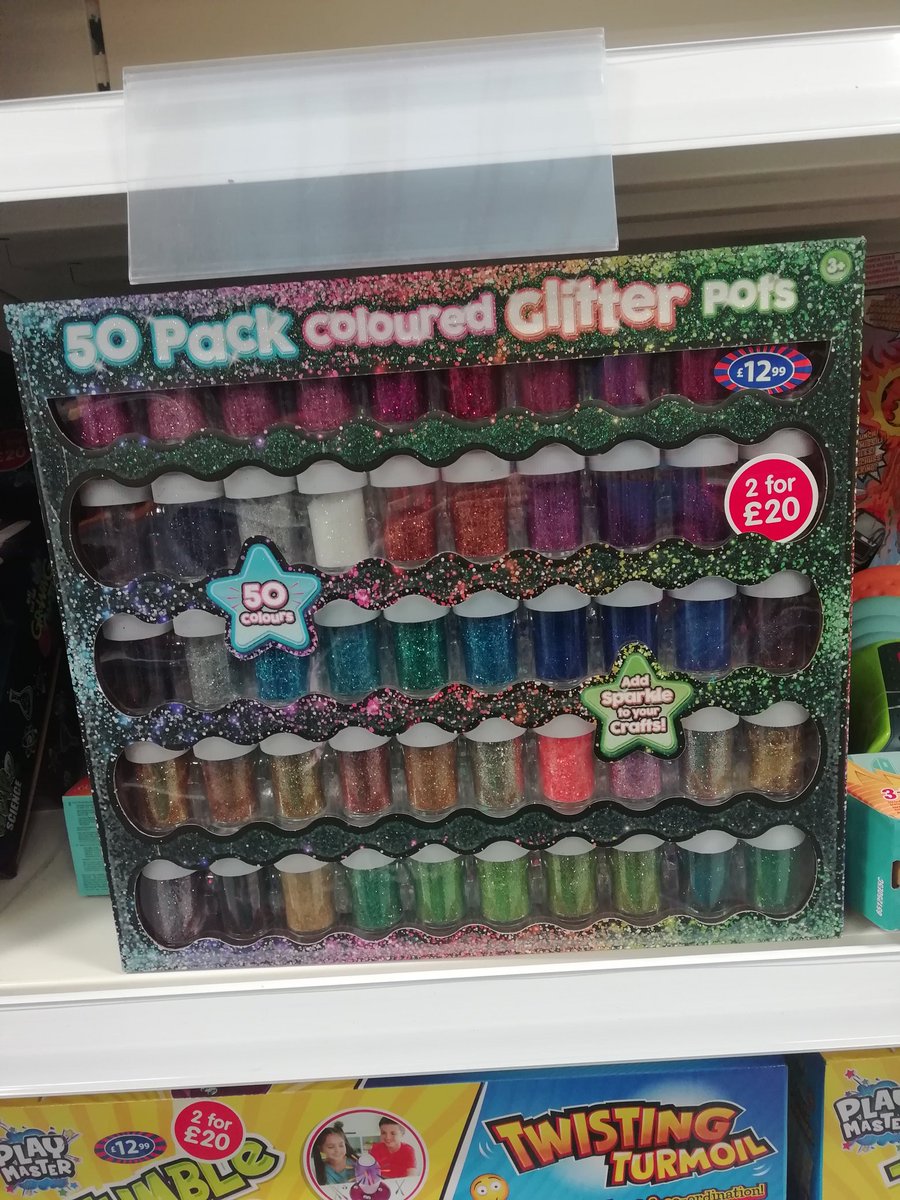 50 Pack coloured Glitter pots
3+
£12.99
2 for
£20
50
Colours
Add
Sparkle
to your
Crafts!
PLAY
MASTER
£12.99
2 for
£20
TWISTING
TURMOIL
PLAY
MASTER